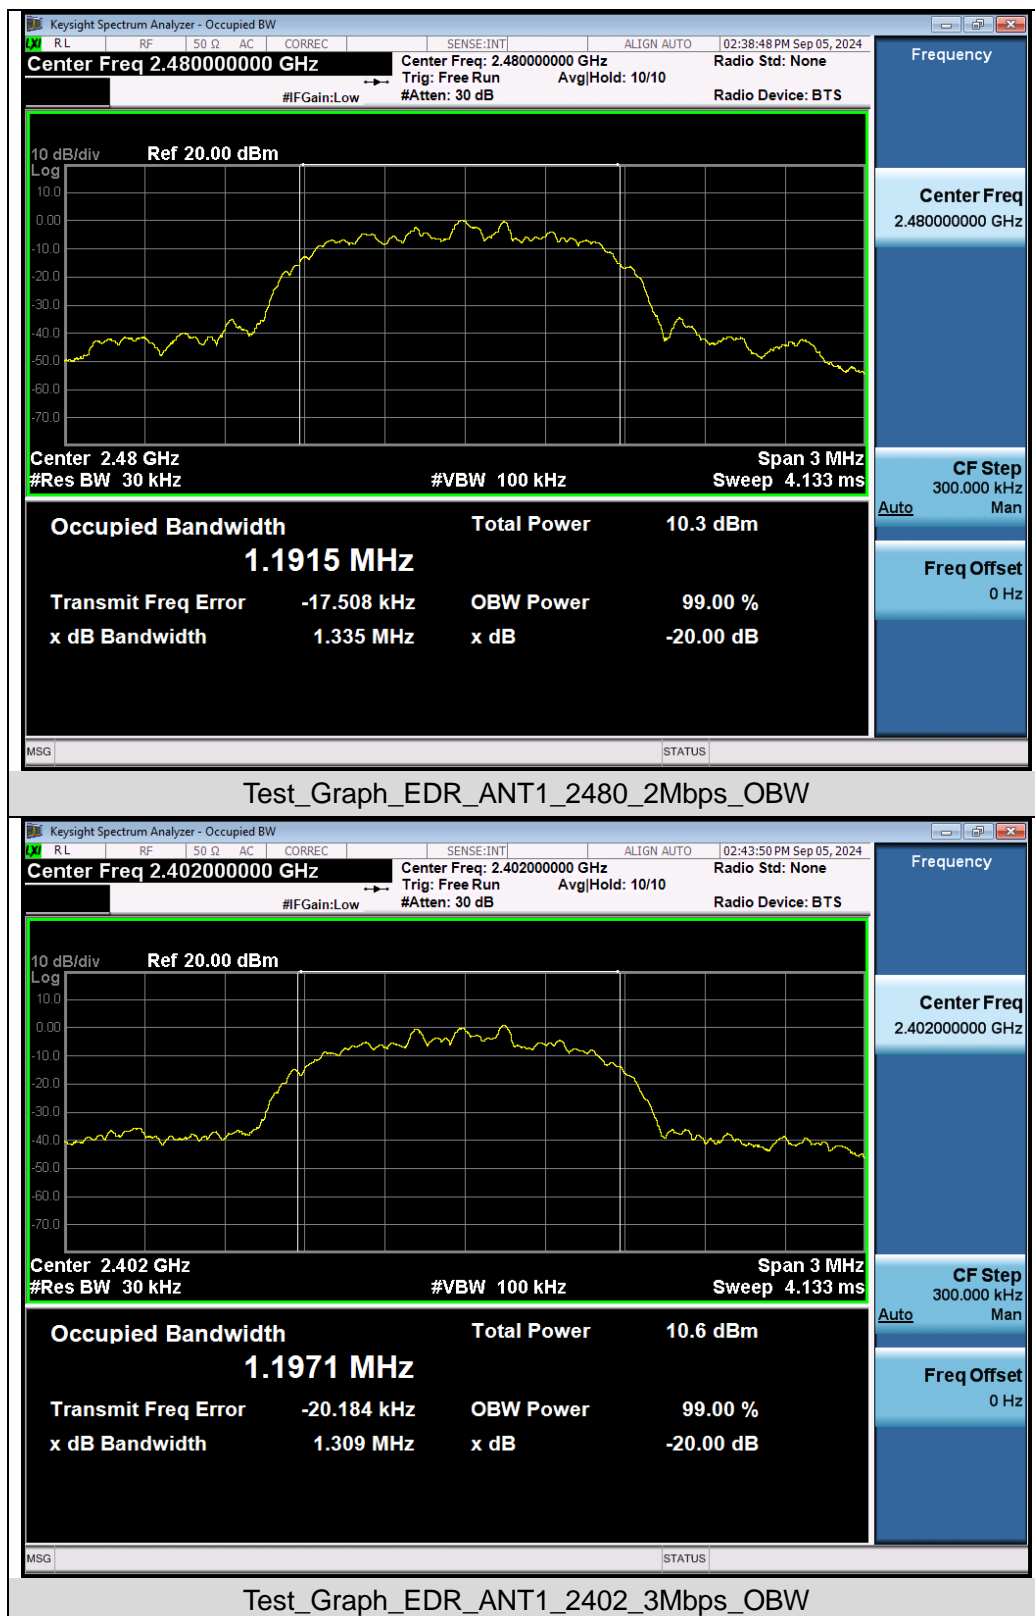 Keysight Spectrum Analyzer - Occupied BW
LXI RL RF 50 Ω AC CORREC SENSE:INT ALIGN AUTO 02:38:48 PM Sep 05, 2024
Center Freq 2.480000000 GHz Center Freq: 2.480000000 GHz Radio Std: None Frequency
Trig: Free Run Avg|Hold: 10/10
#IFGain:Low #Atten: 30 dB Radio Device: BTS
10 dB/div Ref 20.00 dBm
Log
10.0
0.00
-10.0
-20.0
-30.0
-40.0
-50.0
-60.0
-70.0
Center Freq
2.480000000 GHz
Center 2.48 GHz Span 3 MHz
#Res BW 30 kHz #VBW 100 kHz Sweep 4.133 ms
CF Step
300.000 kHz
Auto Man
Occupied Bandwidth Total Power 10.3 dBm
1.1915 MHz
Freq Offset
0 Hz
Transmit Freq Error -17.508 kHz OBW Power 99.00 %
x dB Bandwidth 1.335 MHz x dB -20.00 dB
MSG STATUS
Test_Graph_EDR_ANT1_2480_2Mbps_OBW
Keysight Spectrum Analyzer - Occupied BW
LXI RL RF 50 Ω AC CORREC SENSE:INT ALIGN AUTO 02:43:50 PM Sep 05, 2024
Center Freq 2.402000000 GHz Center Freq: 2.402000000 GHz Radio Std: None Frequency
Trig: Free Run Avg|Hold: 10/10
#IFGain:Low #Atten: 30 dB Radio Device: BTS
10 dB/div Ref 20.00 dBm
Log
10.0
0.00
-10.0
-20.0
-30.0
-40.0
-50.0
-60.0
-70.0
Center Freq
2.402000000 GHz
Center 2.402 GHz Span 3 MHz
#Res BW 30 kHz #VBW 100 kHz Sweep 4.133 ms
CF Step
300.000 kHz
Auto Man
Occupied Bandwidth Total Power 10.6 dBm
1.1971 MHz
Freq Offset
0 Hz
Transmit Freq Error -20.184 kHz OBW Power 99.00 %
x dB Bandwidth 1.309 MHz x dB -20.00 dB
MSG STATUS
Test_Graph_EDR_ANT1_2402_3Mbps_OBW